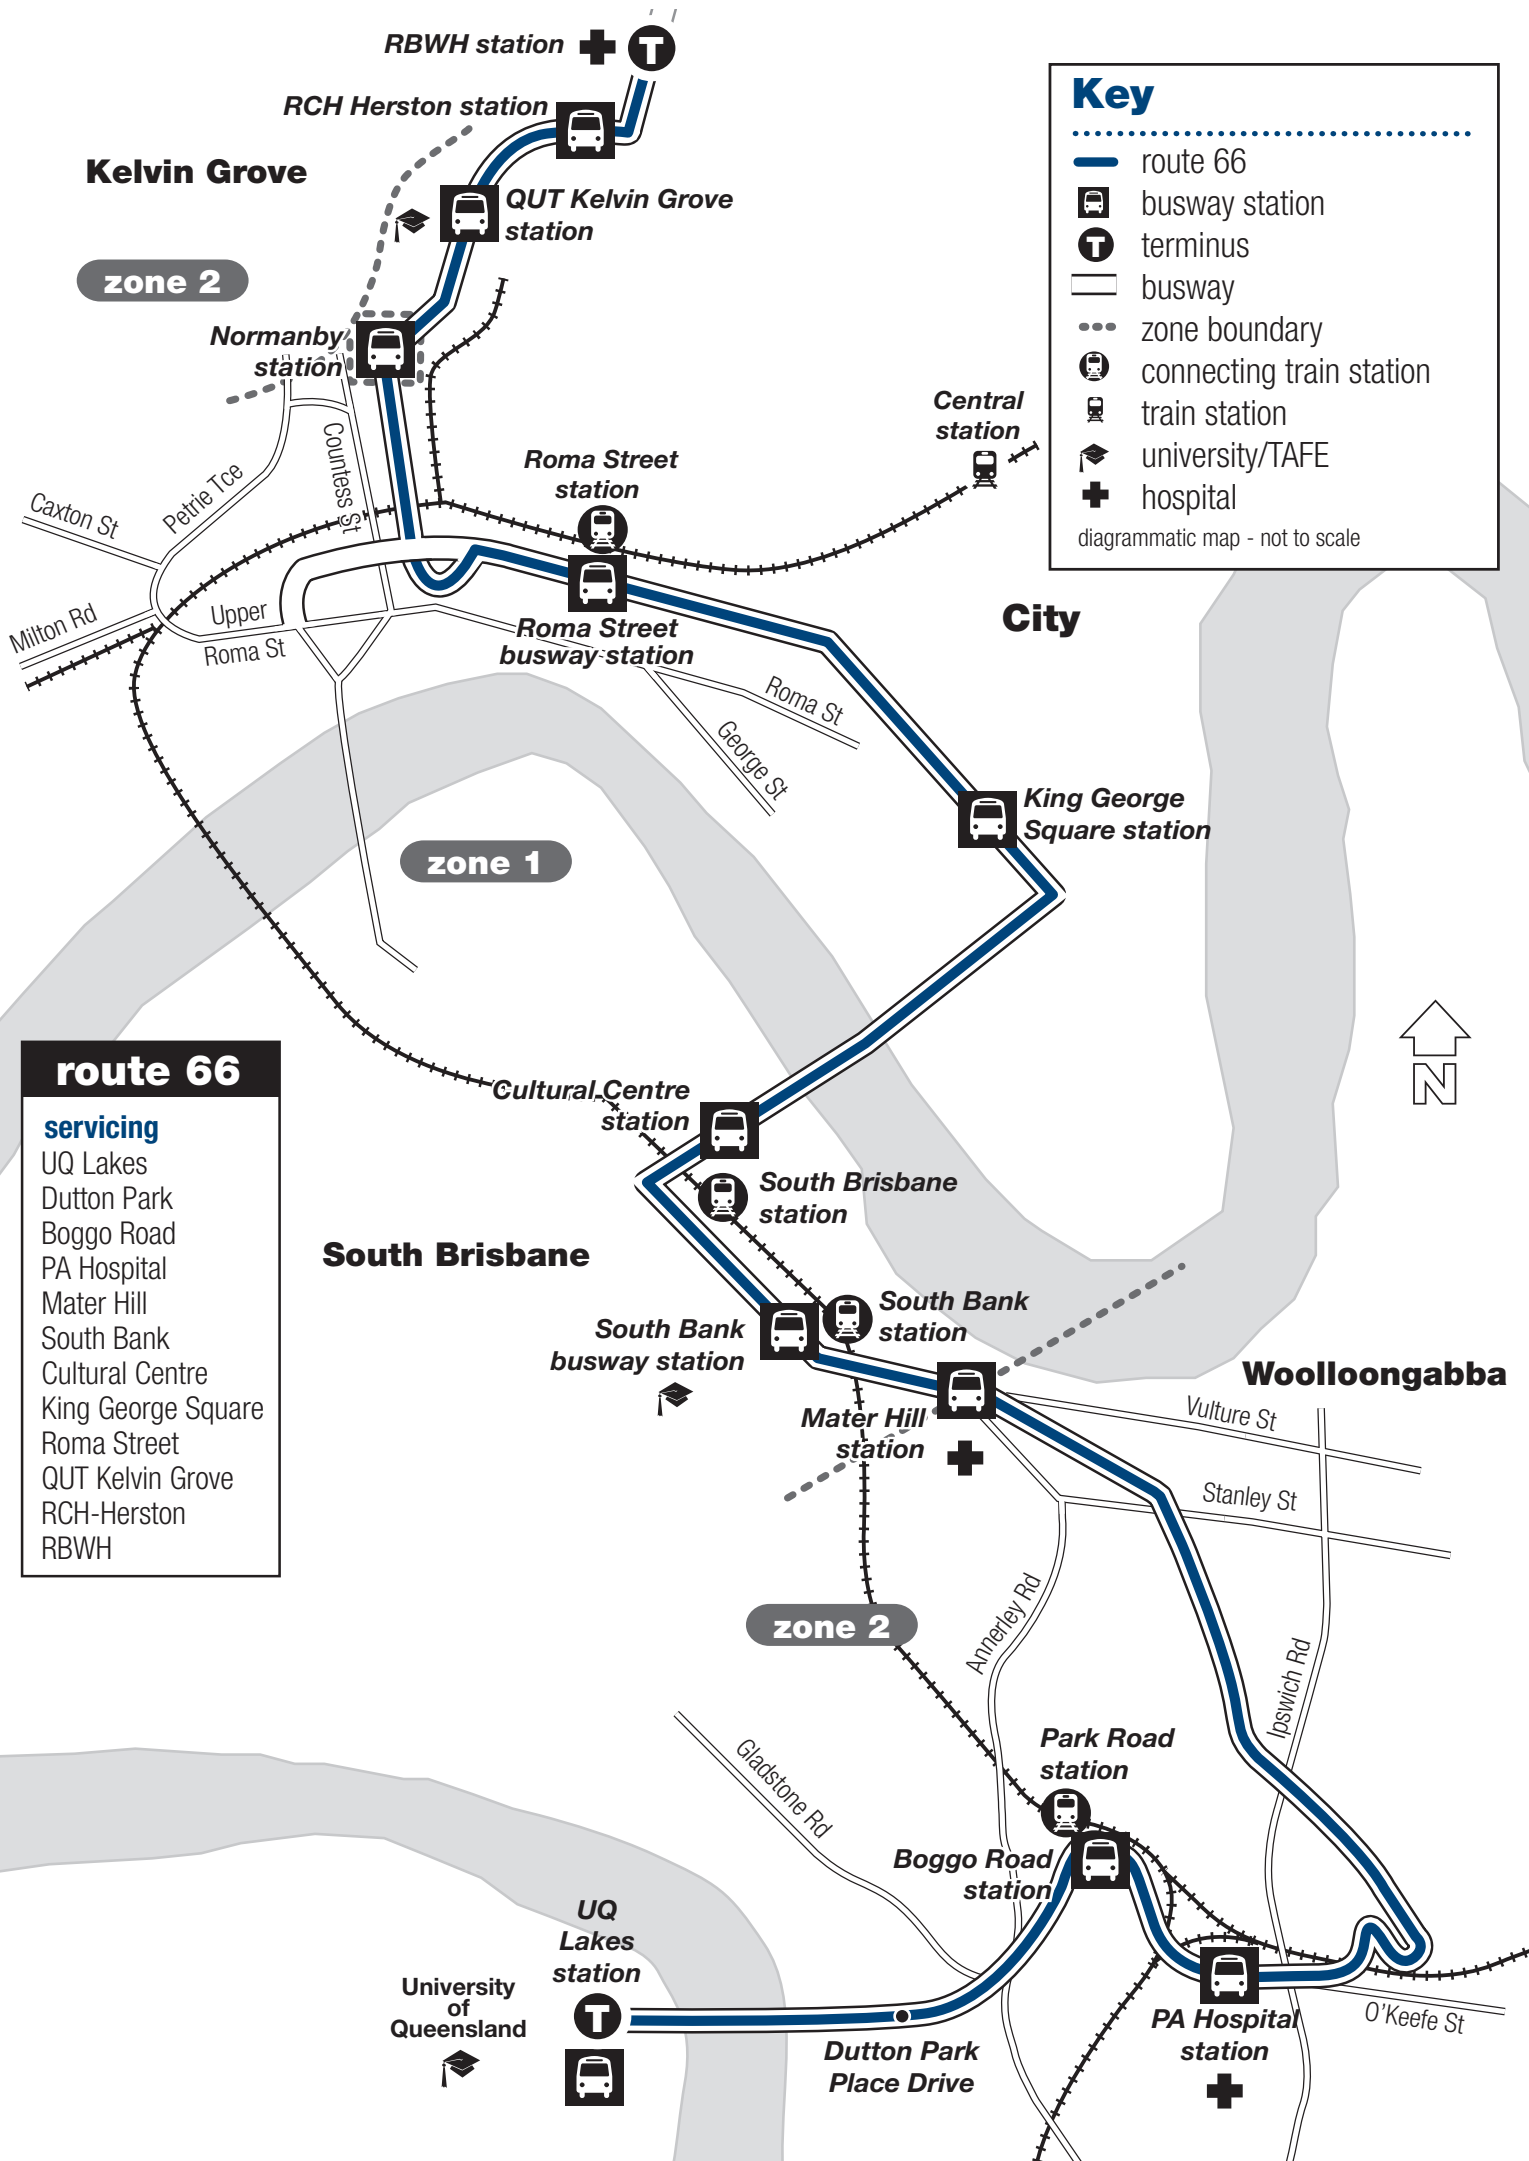 RBWH station
T
RCH Herston station
Kelvin Grove
QUT Kelvin Grove
station
zone 2
Normanby
station
Key
route 66
busway station
T
terminus
busway
zone boundary
connecting train station
train station
university/TAFE
hospital
diagrammatic map - not to scale
Central
station
Roma Street
station
Countess St
Petrie Tce
Caxton St
Milton Rd
Upper
Roma St
Roma Street
busway station
City
Roma St
George St
King George
Square station
zone 1
N
route 66
servicing
UQ Lakes
Dutton Park
Boggo Road
PA Hospital
Mater Hill
South Bank
Cultural Centre
King George Square
Roma Street
QUT Kelvin Grove
RCH-Herston
RBWH
Cultural Centre
station
South Brisbane
station
South Brisbane
South Bank
station
South Bank
busway station
Woolloongabba
Mater Hill
station
Vulture St
Stanley St
Annerley Rd
zone 2
Ipswich Rd
Gladstone Rd
Park Road
station
Boggo Road
station
UQ
Lakes
station
University
of
Queensland
T
Dutton Park
Place Drive
PA Hospital
station
O'Keefe St